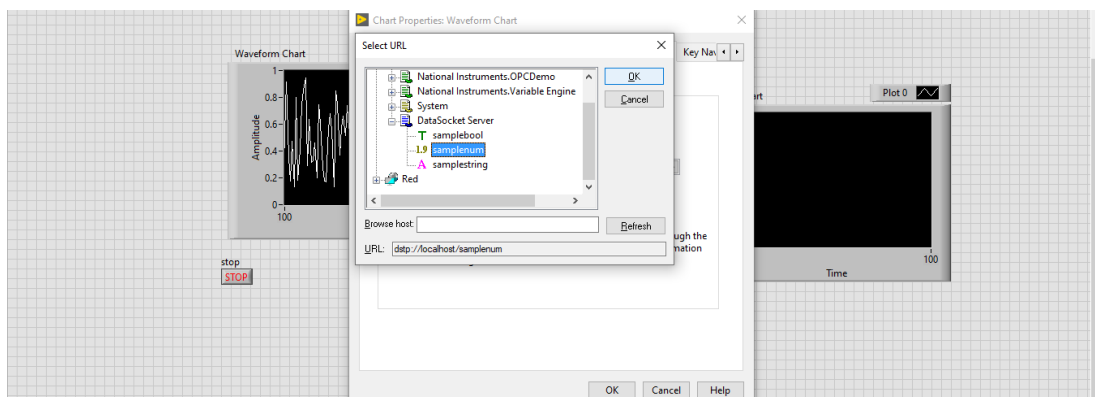 Chart Properties: Waveform Chart
Select URL
Key Nav
National Instruments.OPCDemo
National Instruments.Variable Engine
System
DataSocket Server
T samplebool
1.9 samplenum
A samplestring
Red
OK
Cancel
Browse host:
Refresh
URL: dstp://localhost/samplenum
Waveform Chart
Amplitude
1
0.8
0.6
0.4
0.2
0
100
stop
STOP
Plot 0
100
Time
ugh the
OK
Cancel
Help